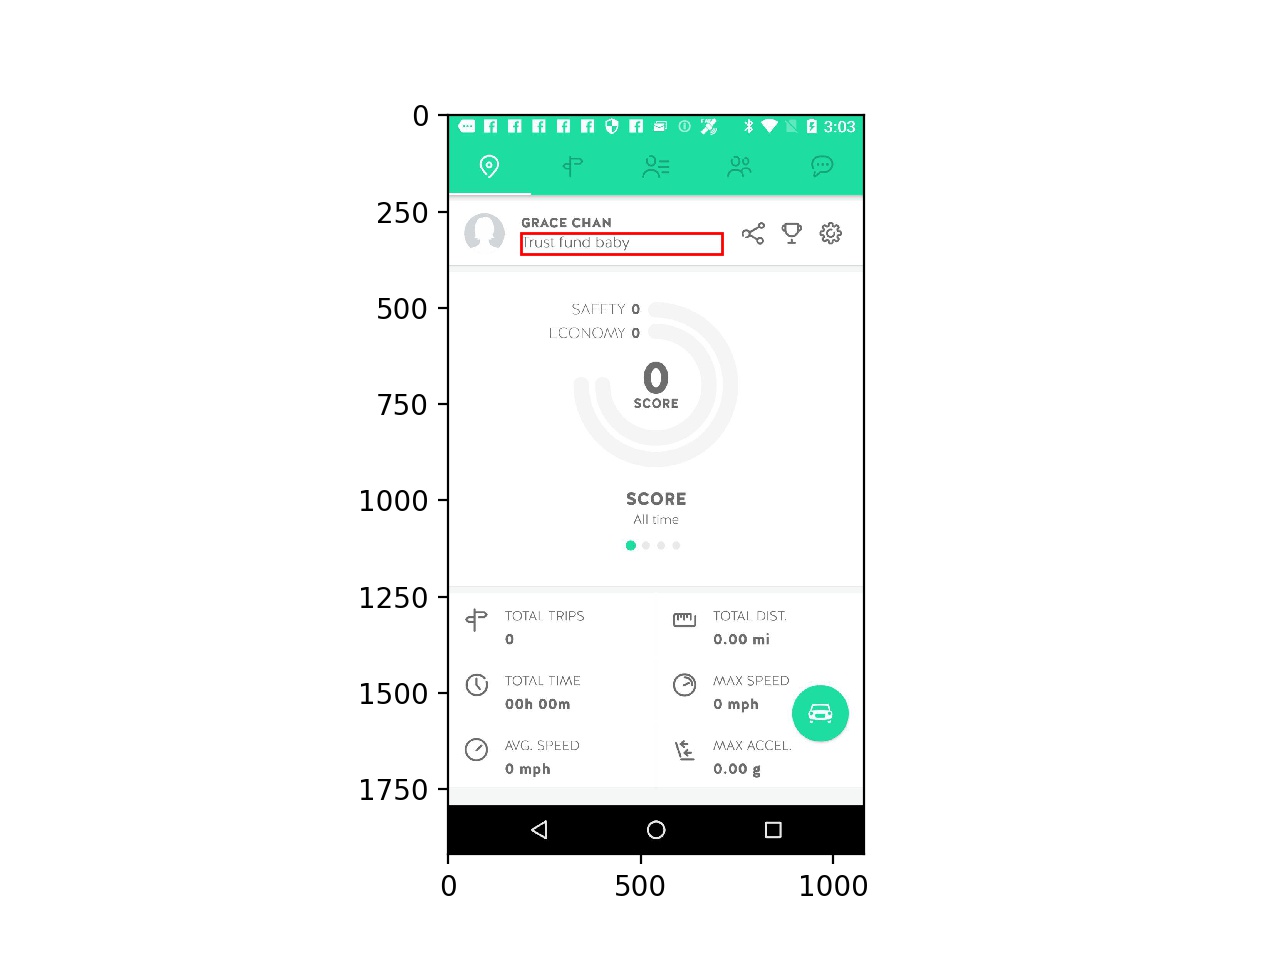 3:03
0
250
500
750
1000
1250
1500
1750
GRACE CHAN
Trust fund baby
SAFETY 0
ECONOMY 0
0
SCORE
SCORE
All time
TOTAL TRIPS
0
TOTAL DIST.
0.00 mi
TOTAL TIME
00h 00m
MAX SPEED
0 mph
AVG. SPEED
0 mph
MAX ACCEL.
0.00 g
0
500
1000